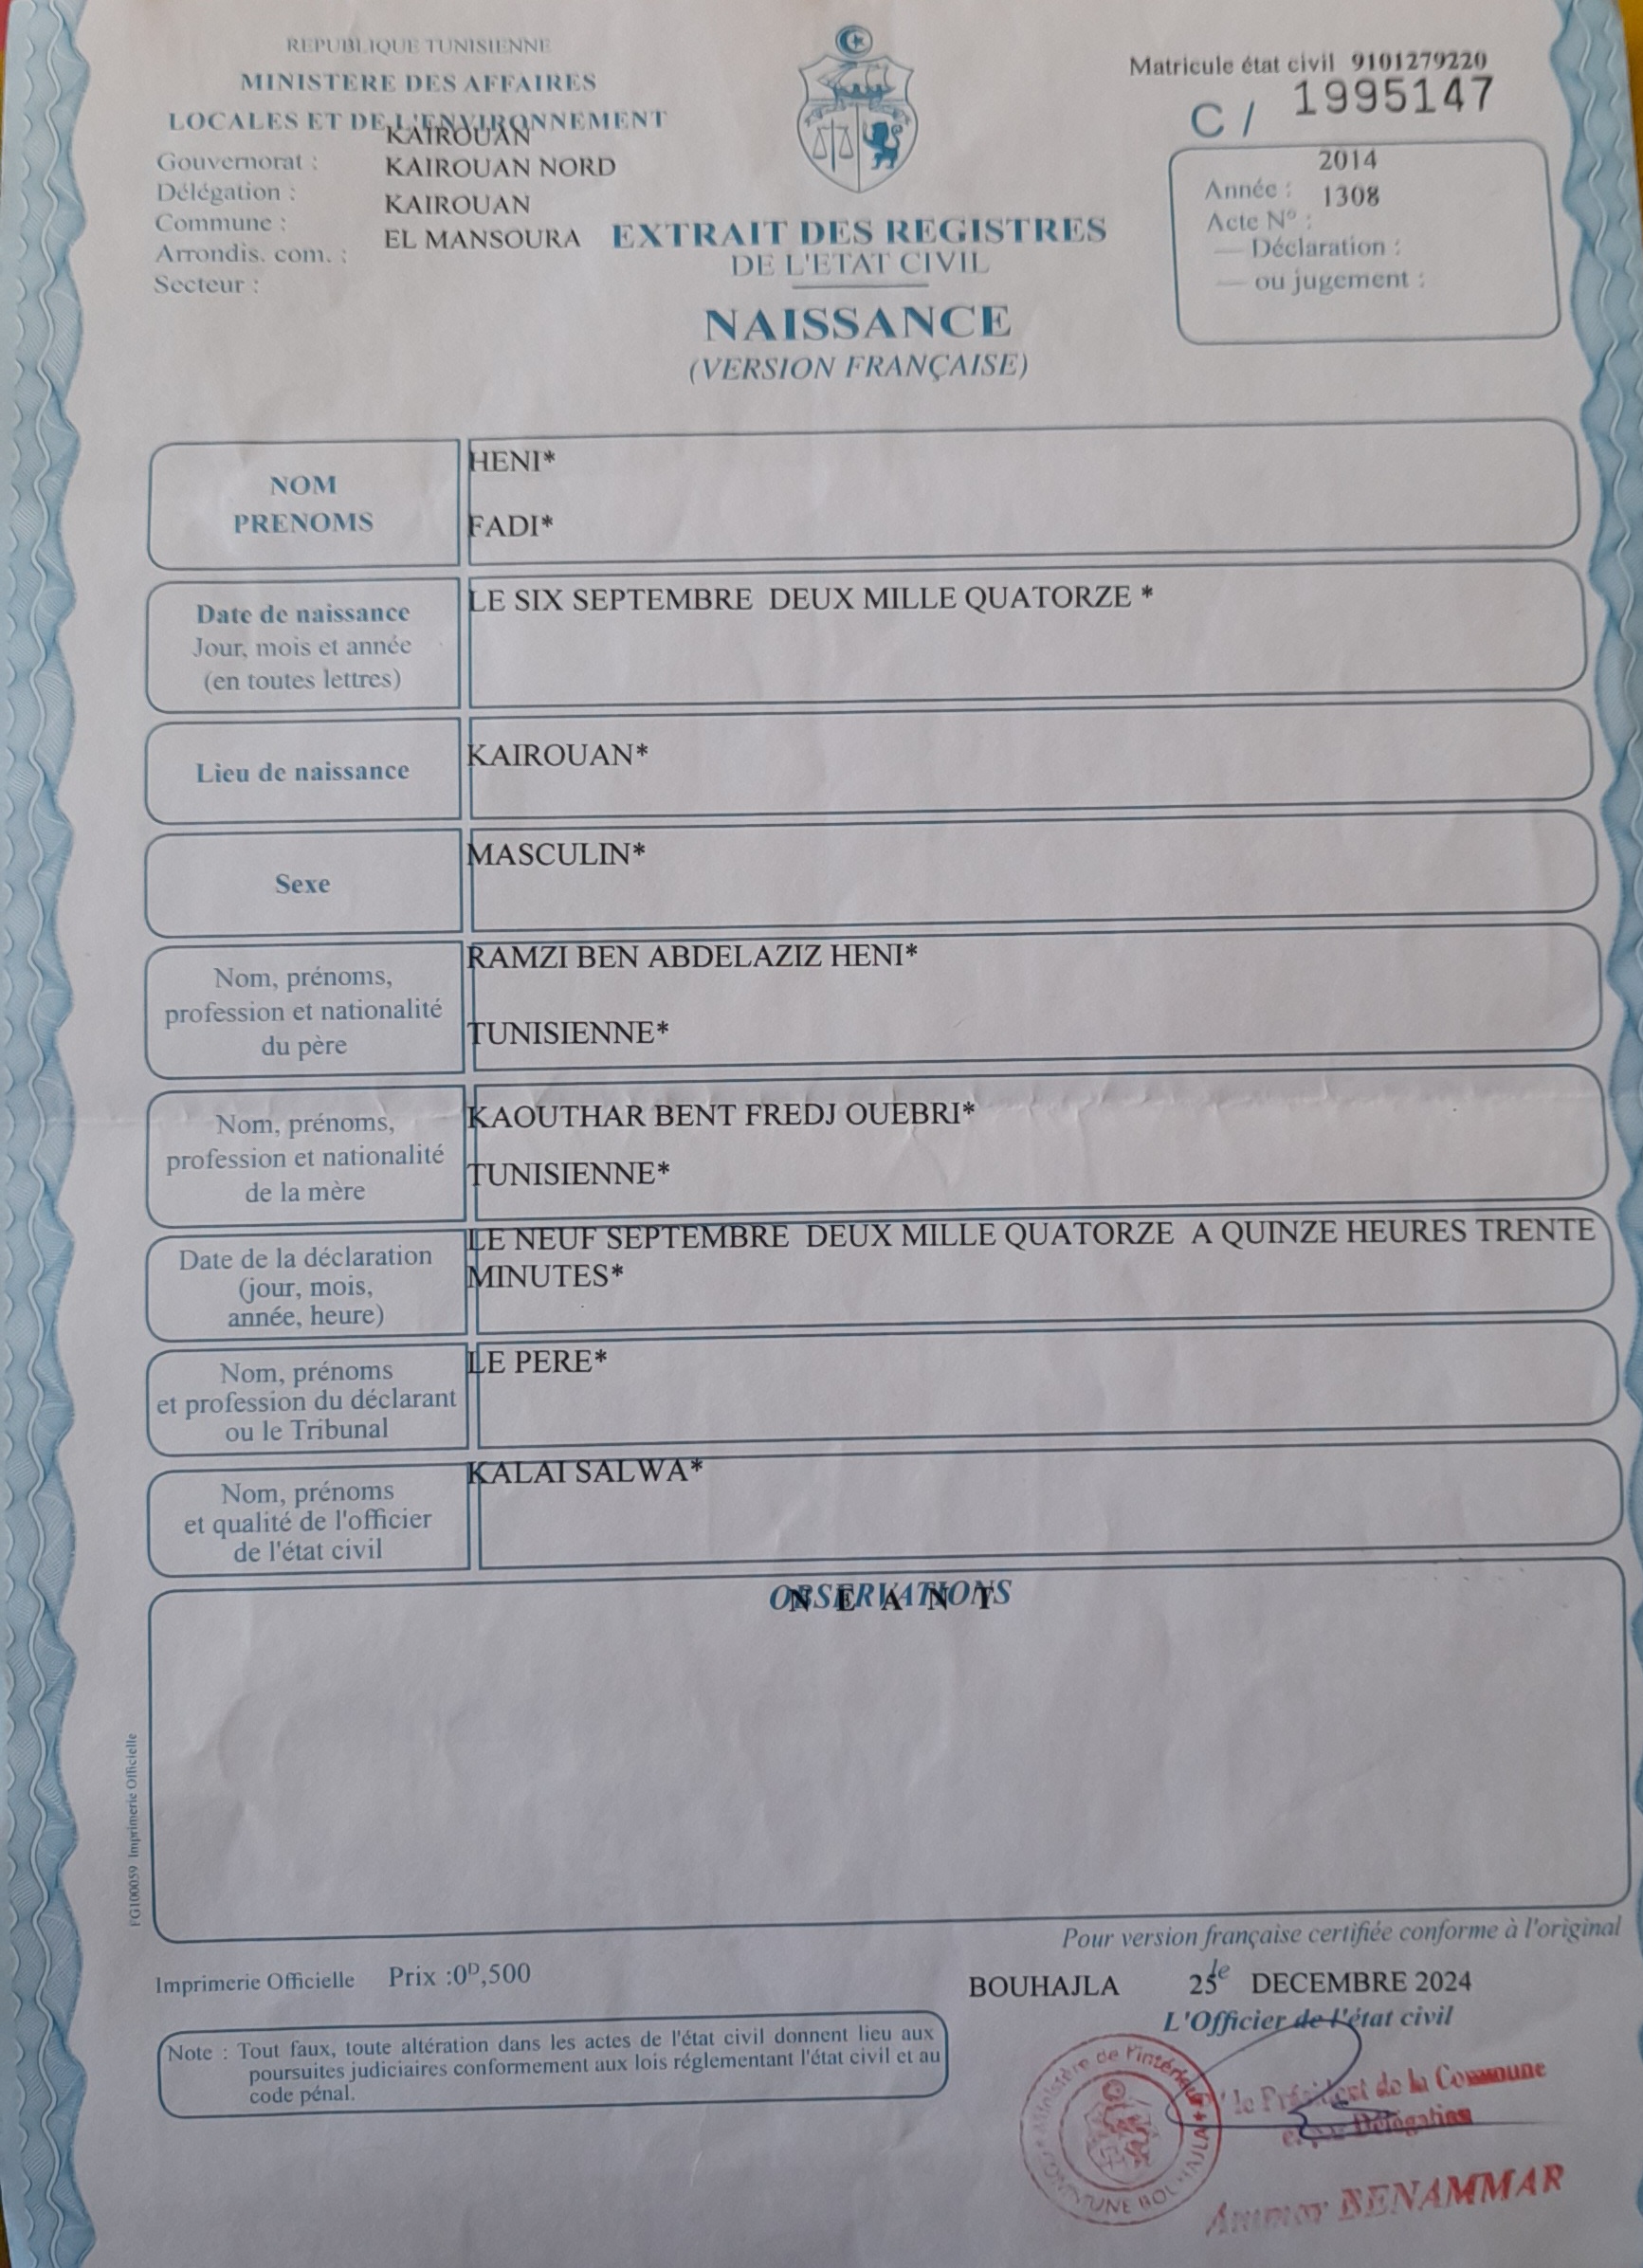 REPUBLIQUE TUNISIENNE
MINISTERE DES AFFAIRES
LOCALES ET DE L'ENVIRONNEMENT
Gouvernorat : KAIROUAN
Délégation : KAIROUAN NORD
Commune : KAIROUAN
Arrondis. com. : EL MANSOURA
Secteur :
Matricule état civil 9101279220
C / 1995147
2014
Année : 1308
Acte N° :
— Déclaration :
— ou jugement :
EXTRAIT DES REGISTRES
DE L'ETAT CIVIL
NAISSANCE
(VERSION FRANÇAISE)
NOM
PRENOMS
HENI*
FADI*
Date de naissance
Jour, mois et année
(en toutes lettres)
LE SIX SEPTEMBRE DEUX MILLE QUATORZE *
Lieu de naissance
KAIROUAN*
Sexe
MASCULIN*
Nom, prénoms,
profession et nationalité
du père
RAMZI BEN ABDELAZIZ HENI*
TUNISIENNE*
Nom, prénoms,
profession et nationalité
de la mère
KAOUTHAR BENT FREDJ OUEBRI*
TUNISIENNE*
Date de la déclaration
(jour, mois,
année, heure)
LE NEUF SEPTEMBRE DEUX MILLE QUATORZE A QUINZE HEURES TRENTE
MINUTES*
Nom, prénoms
et profession du déclarant
ou le Tribunal
LE PERE*
Nom, prénoms
et qualité de l'officier
de l'état civil
KALAI SALWA*
OBSERVATIONS
N E A N T
FG100059 Imprimerie Officielle
Pour version française certifiée conforme à l'original
Imprimerie Officielle Prix :0D,500
BOUHAJLA le 25 DECEMBRE 2024
L'Officier de l'état civil
Note : Tout faux, toute altération dans les actes de l'état civil donnent lieu aux
poursuites judiciaires conformement aux lois réglementant l'état civil et au
code pénal.
Ministère de l'intérieur
COMMUNE BOUHAJLA
le Président de la Commune
Délégation
BENAMMAR